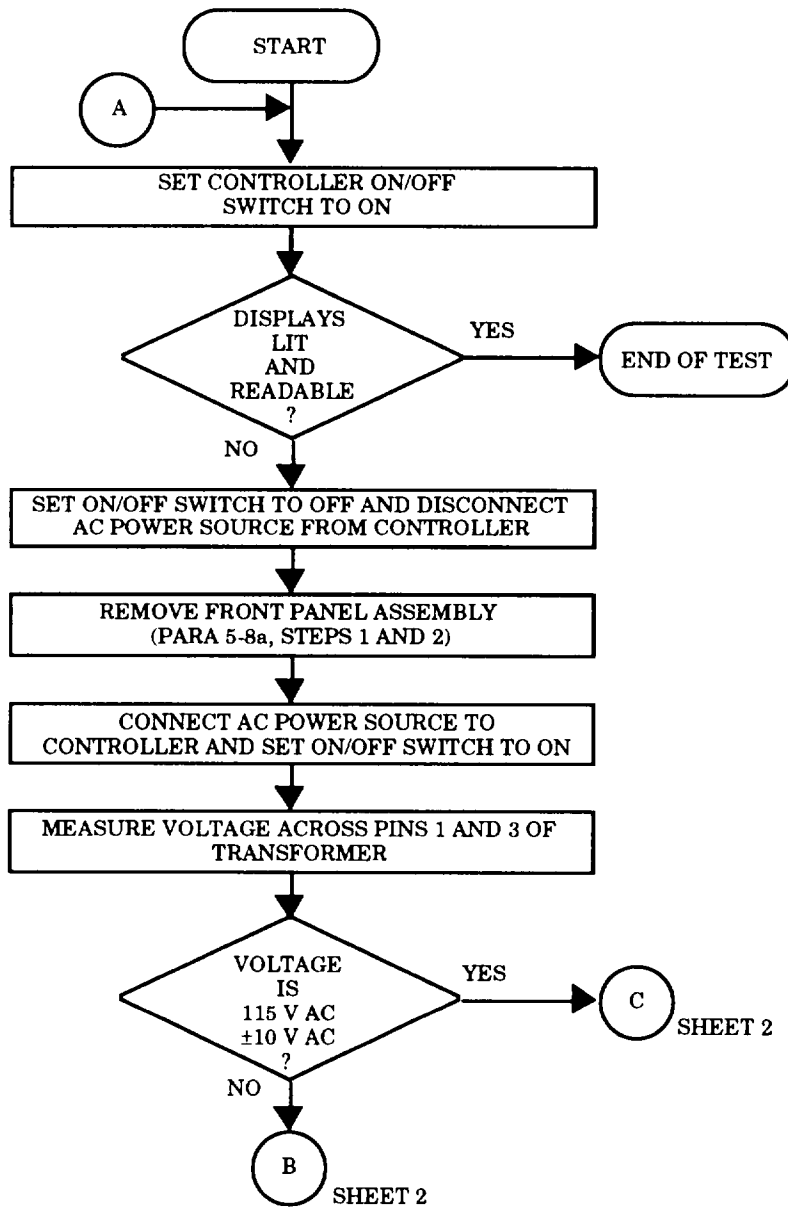 START
A
SET CONTROLLER ON/OFF
SWITCH TO ON
DISPLAYS
LIT
AND
READABLE
?
YES
END OF TEST
NO
SET ON/OFF SWITCH TO OFF AND DISCONNECT
AC POWER SOURCE FROM CONTROLLER
REMOVE FRONT PANEL ASSEMBLY
(PARA 5-8a, STEPS 1 AND 2)
CONNECT AC POWER SOURCE TO
CONTROLLER AND SET ON/OFF SWITCH TO ON
MEASURE VOLTAGE ACROSS PINS 1 AND 3 OF
TRANSFORMER
VOLTAGE
IS
115 V AC
±10 V AC
?
YES
C
SHEET 2
NO
B
SHEET 2